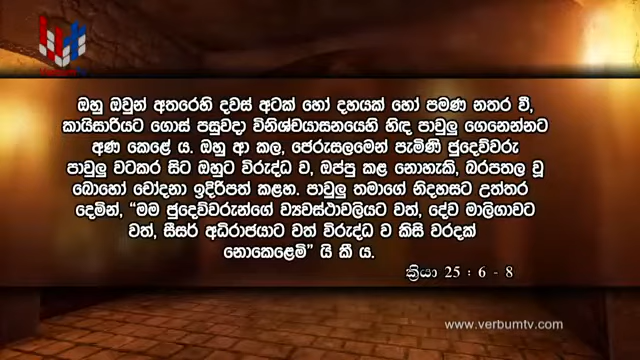 ඔහු ඔවුන් අතරෙහි දවස් අටක් හෝ දහයක් හෝ පමණ නතර වී,
කායිසාරියට ගොස් පසුවදා විනිශ්චයාසනයෙහි හිඳ පාවුලු ගෙනෙන්නට
අණ කෙළේ ය. ඔහු ආ කල, ජෙරුසලමෙන් පැමිණි ජුදෙව්වරු
පාවුලු වටකර සිට ඔහුට විරුද්ධ ව, ඔප්පු කළ නොහැකි, බරපතල වූ
බොහෝ චෝදනා ඉදිරිපත් කළහ. පාවුලු තමාගේ නිදහසට උත්තර
දෙමින්, “මම ජුදෙව්වරුන්ගේ ව්‍යවස්ථාවලියට වත්, දේව මාලිගාවට
වත්, සීසර් අධිරාජයාට වත් විරුද්ධ ව කිසි වරදක්
නොකෙළෙමි” යි කී ය.
ක්‍රියා 25 : 6 - 8
www.verbumtv.com